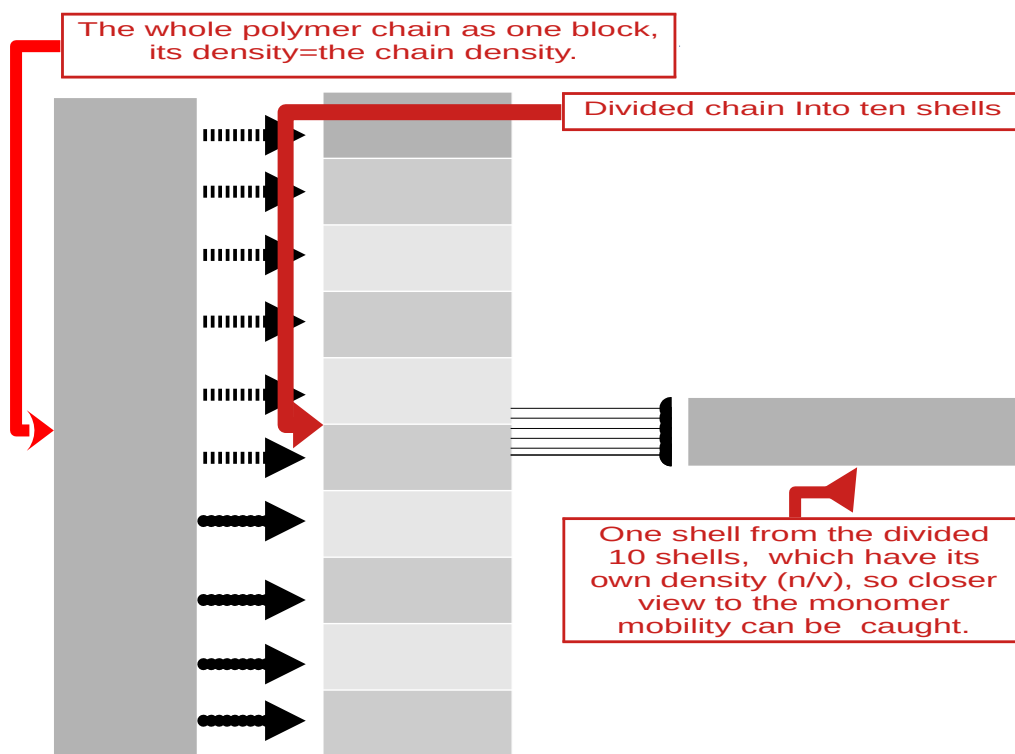 The whole polymer chain as one block,
its density=the chain density.
Divided chain Into ten shells
One shell from the divided
10 shells,  which have its
own density (n/v), so closer
view to the monomer
mobility can be  caught.